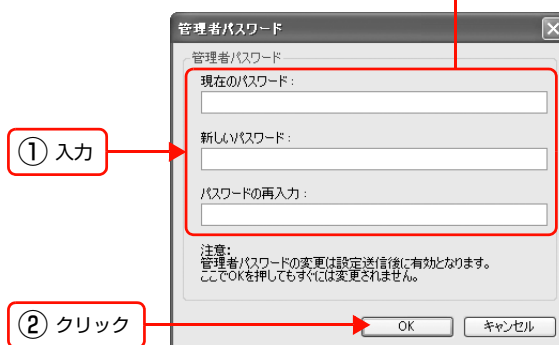 管理者パスワード
管理者パスワード
現在のパスワード：
新しいパスワード：
① 入力
パスワードの再入力：
注意:
管理者パスワードの変更は設定送信後に有効となります。
ここでOKを押してもすぐには変更されません。
② クリック
OK
キャンセル